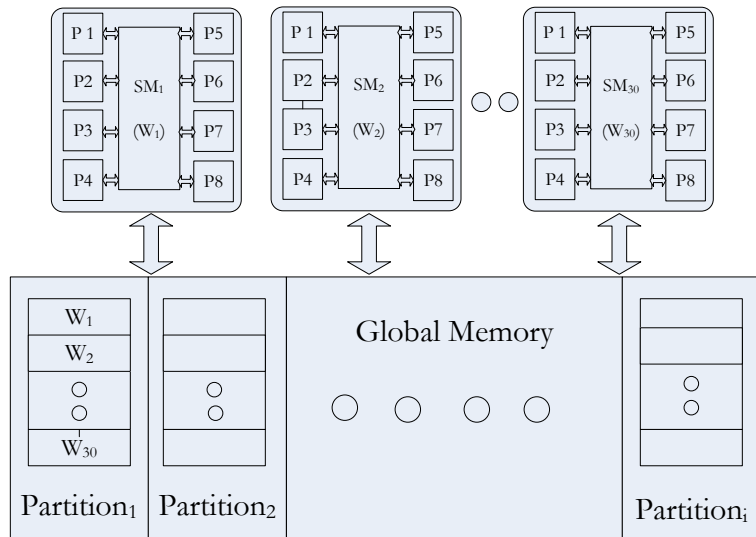 P 1
P5
P2
P6
SM₁
(W₁)
P3
P7
P4
P8
P 1
P5
P2
P6
SM₂
(W₂)
P3
P7
P4
P8
P 1
P5
P2
P6
SM₃₀
(W₃₀)
P3
P7
P4
P8
W₁
W₂
W₃₀
Partition₁
Partition₂
Global Memory
Partitionᵢ